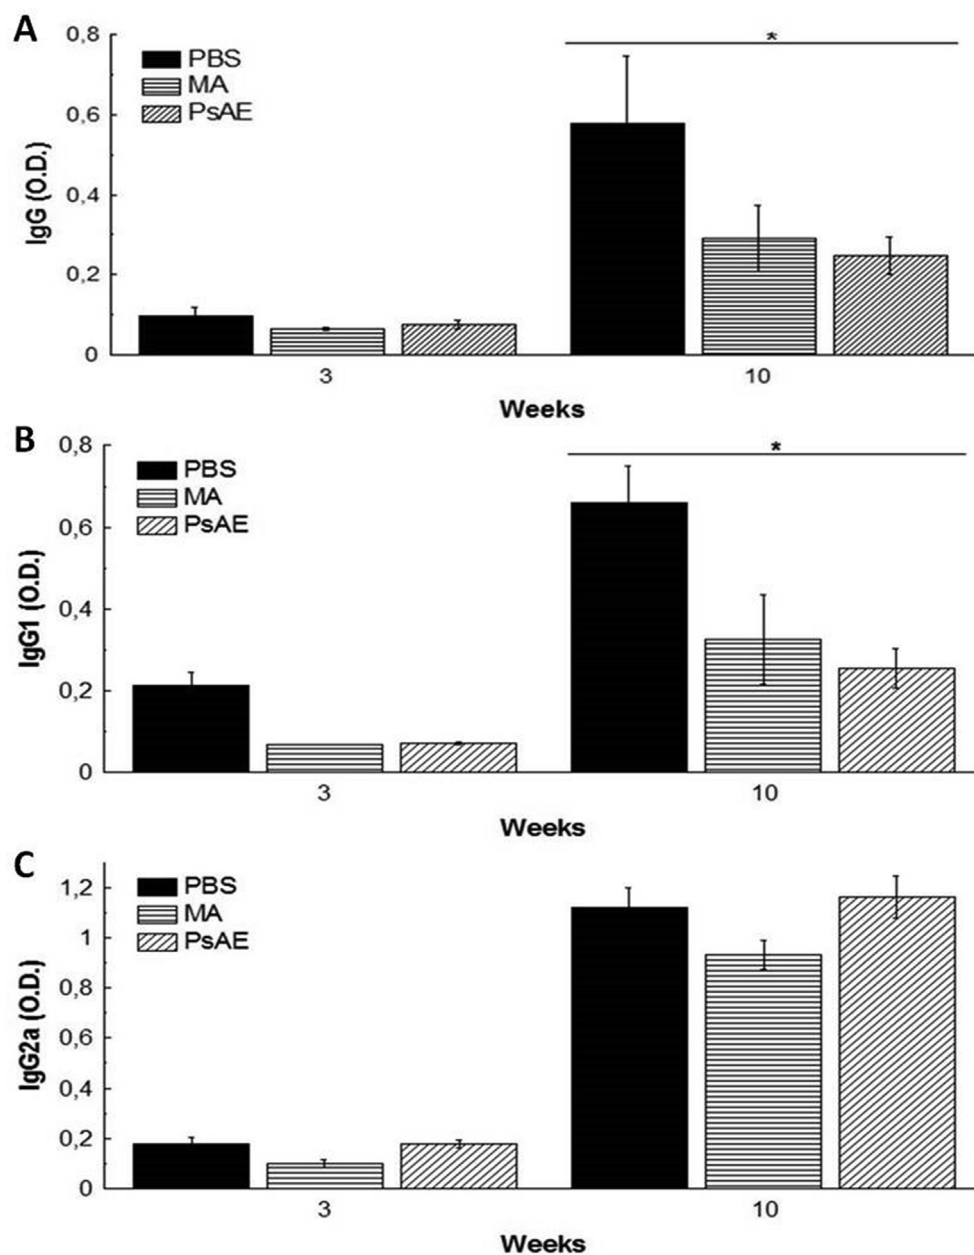 A
0,8
PBS
MA
PsAE
*
0,6
0,4
0,2
0
IgG (O.D.)
3 10
Weeks
B
0,8
PBS
MA
PsAE
*
0,6
0,4
0,2
0
IgG1 (O.D.)
3 10
Weeks
C
PBS
MA
PsAE
1,2
1
0,8
0,6
0,4
0,2
0
IgG2a (O.D.)
3 10
Weeks